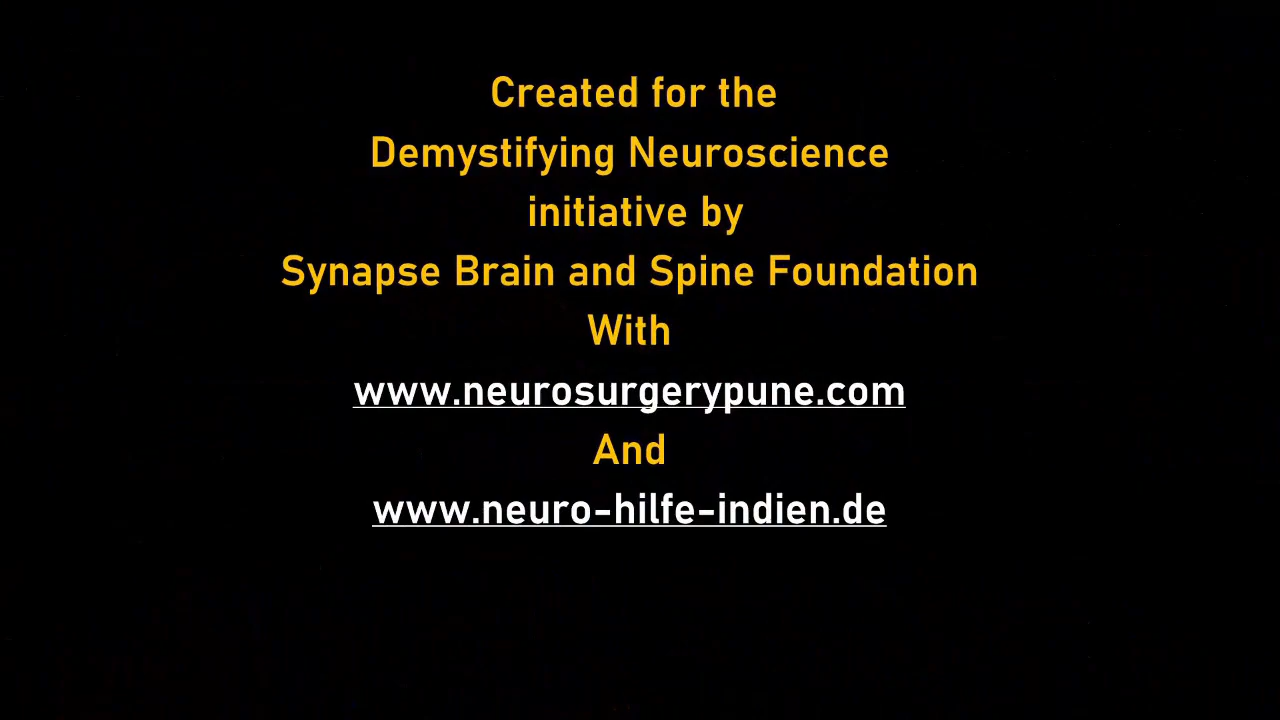 Created for the
Demystifying Neuroscience
initiative by
Synapse Brain and Spine Foundation
With
www.neurosurgerypune.com
And
www.neuro-hilfe-indien.de